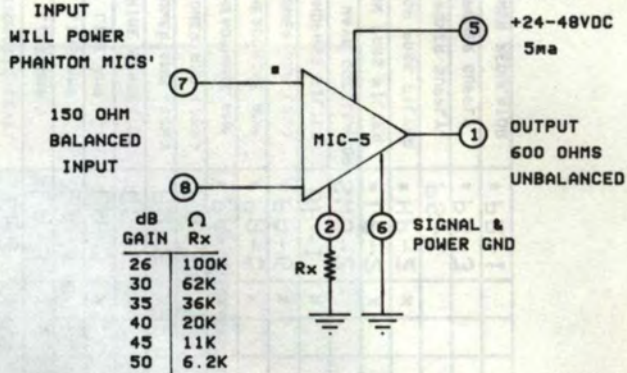 INPUT
WILL POWER
PHANTOM MICS'
7
150 OHM
BALANCED
INPUT
8
MIC-5
5
+24-48VDC
5ma
1
OUTPUT
600 OHMS
UNBALANCED
2
6
SIGNAL &
POWER GND
Rx
dB Ω
GAIN Rx
26 100K
30 62K
35 36K
40 20K
45 11K
50 6.2K